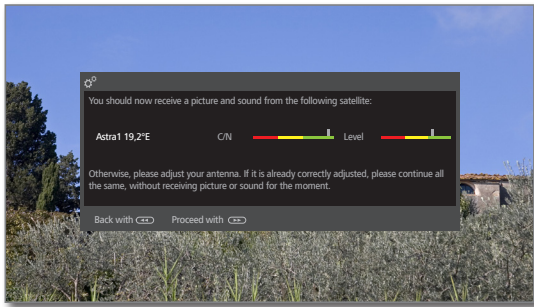 You should now receive a picture and sound from the following satellite:
Astra1 19,2°E C/N Level
Otherwise, please adjust your antenna. If it is already correctly adjusted, please continue all
the same, without receiving picture or sound for the moment.
Back with Proceed with